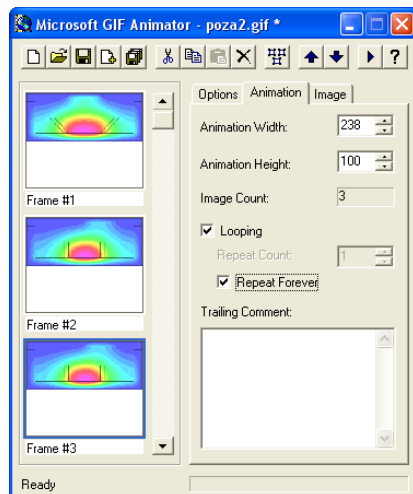 Microsoft GIF Animator - poza2.gif *
Options Animation Image
Animation Width: 238
Animation Height: 100
Image Count: 3
Looping
Repeat Count: 1
Repeat Forever
Trailing Comment:
Frame #1
Frame #2
Frame #3
Ready